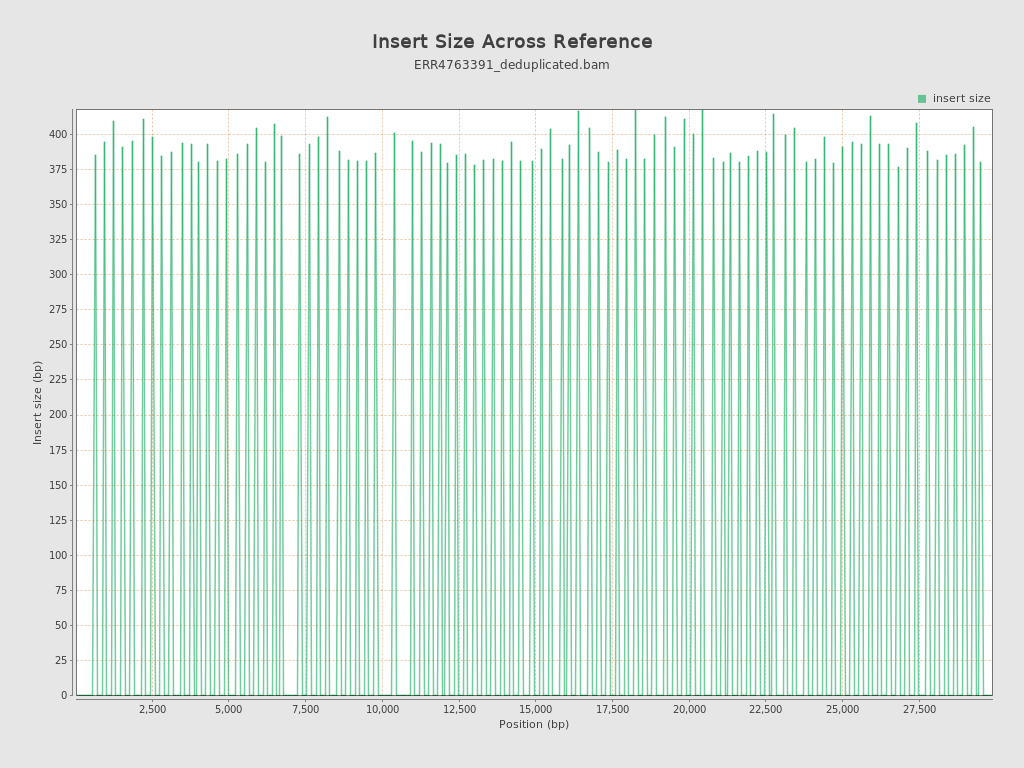 Insert Size Across Reference
ERR4763391_deduplicated.bam
insert size
400
375
350
325
300
275
250
225
200
175
150
125
100
75
50
25
0
Insert size (bp)
2,500 5,000 7,500 10,000 12,500 15,000 17,500 20,000 22,500 25,000 27,500
Position (bp)